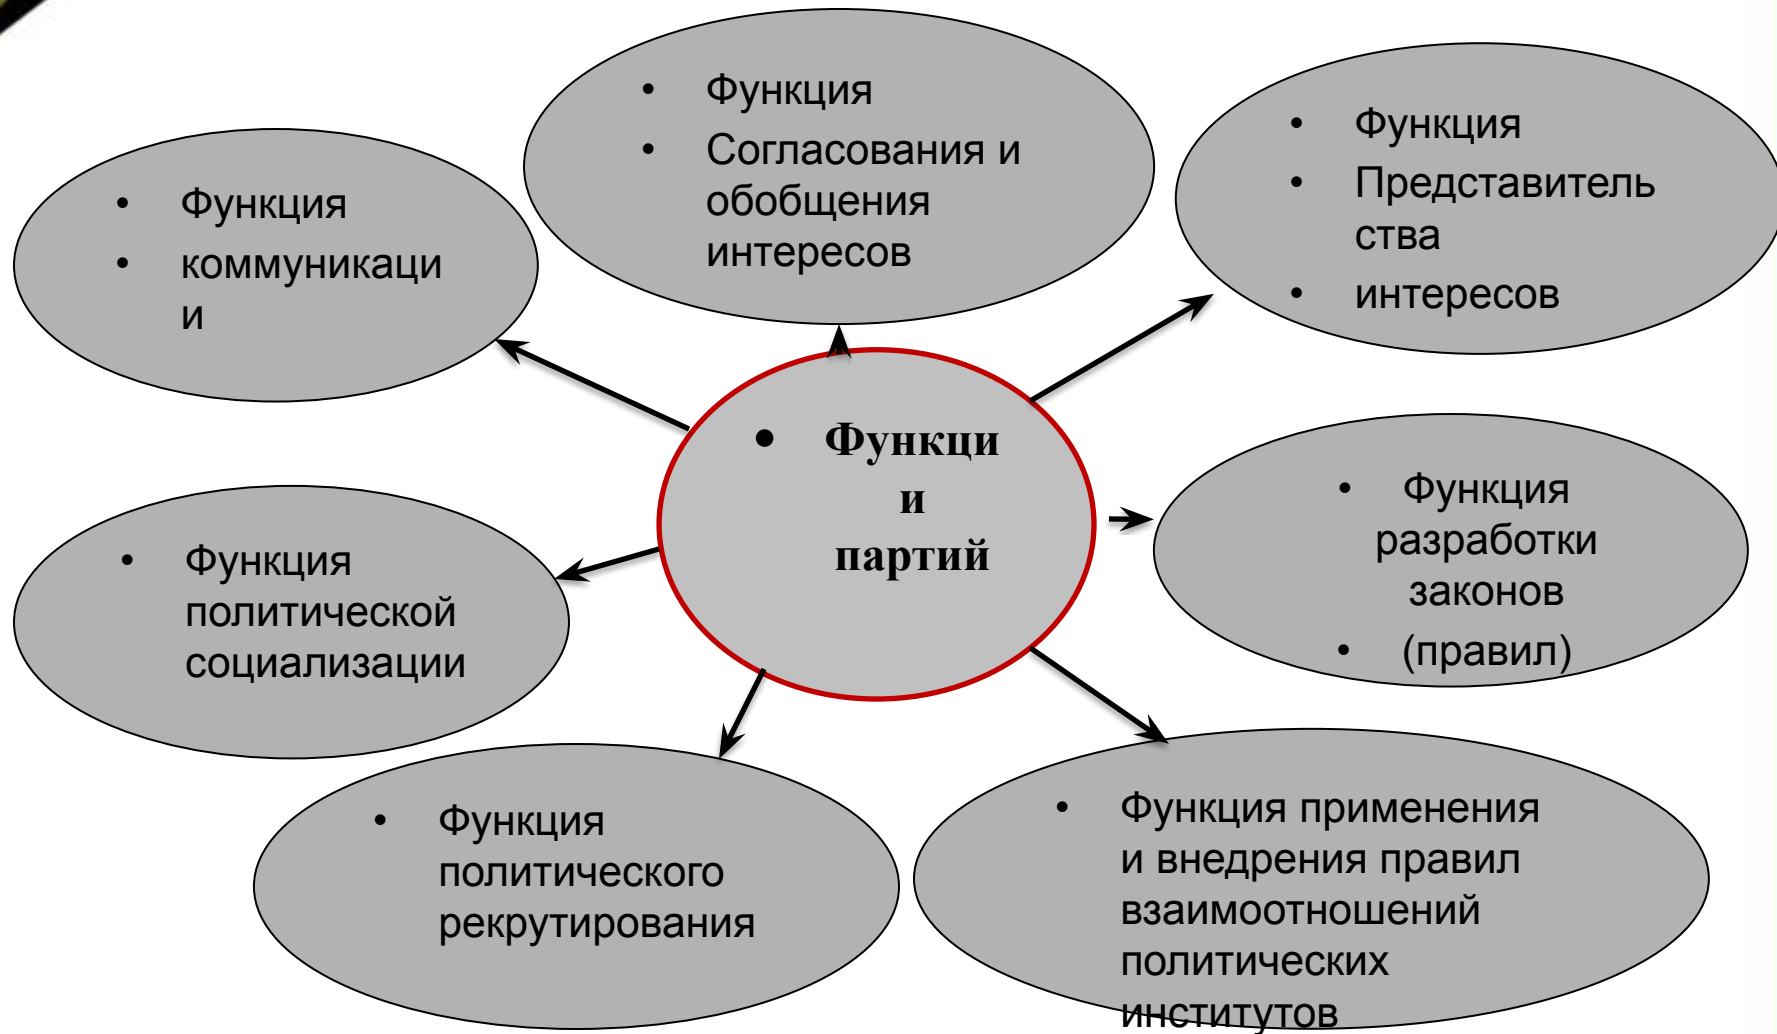 • Функция
• Согласования и
обобщения
интересов
• Функция
• Представитель
ства
• интересов
• Функция
• коммуникаци
и
• Функци
и
партий
• Функция
разработки
законов
• (правил)
• Функция
политической
социализации
• Функция
политического
рекрутирования
• Функция применения
и внедрения правил
взаимоотношений
политических
институтов